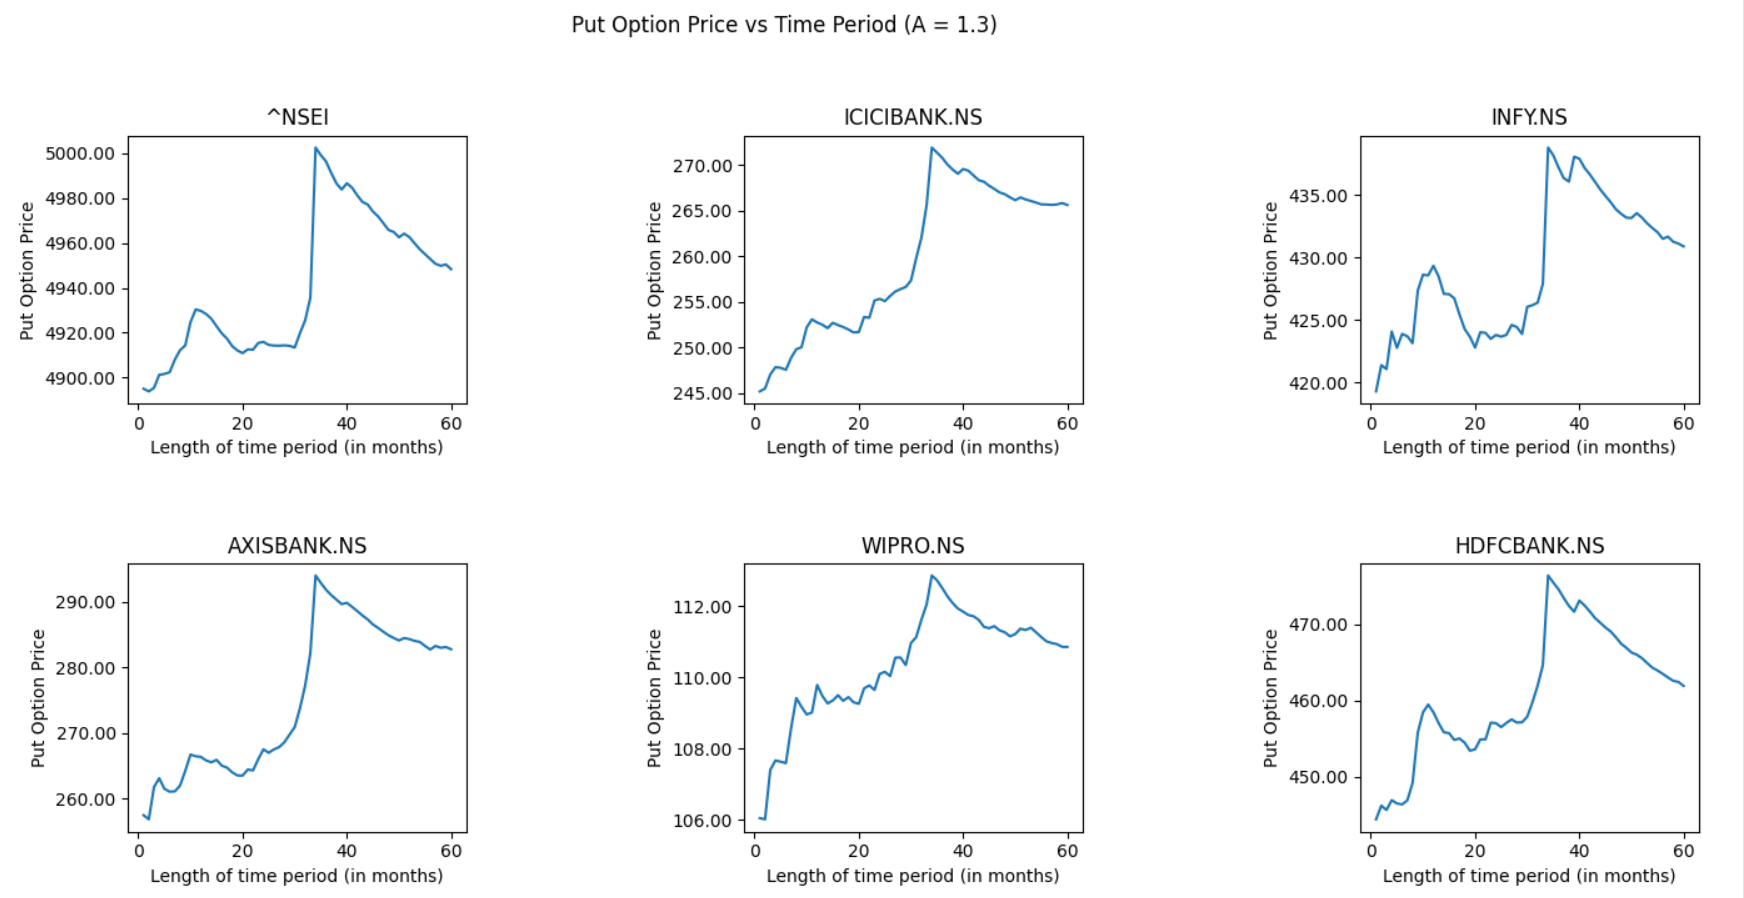 Put Option Price vs Time Period (A = 1.3)
^NSEI
5000.00
4980.00
4960.00
4940.00
4920.00
4900.00
Put Option Price
0 20 40 60
Length of time period (in months)
ICICIBANK.NS
270.00
265.00
260.00
255.00
250.00
245.00
Put Option Price
0 20 40 60
Length of time period (in months)
INFY.NS
435.00
430.00
425.00
420.00
Put Option Price
0 20 40 60
Length of time period (in months)
AXISBANK.NS
290.00
280.00
270.00
260.00
Put Option Price
0 20 40 60
Length of time period (in months)
WIPRO.NS
112.00
110.00
108.00
106.00
Put Option Price
0 20 40 60
Length of time period (in months)
HDFCBANK.NS
470.00
460.00
450.00
Put Option Price
0 20 40 60
Length of time period (in months)